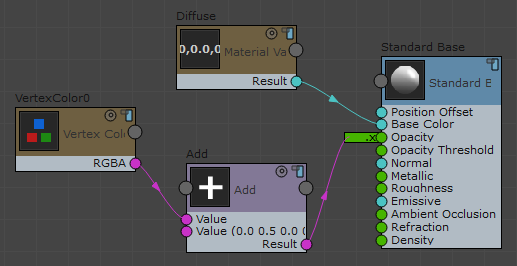 Diffuse
0,0.0,0
Material Va
Result
Standard Base
Standard B
Position Offset
Base Color
Opacity
Opacity Threshold
Normal
Metallic
Roughness
Emissive
Ambient Occlusion
Refraction
Density
VertexColor0
Vertex Colo
RGBA
Add
Add
Value
Value (0.0 0.5 0.0 0
Result